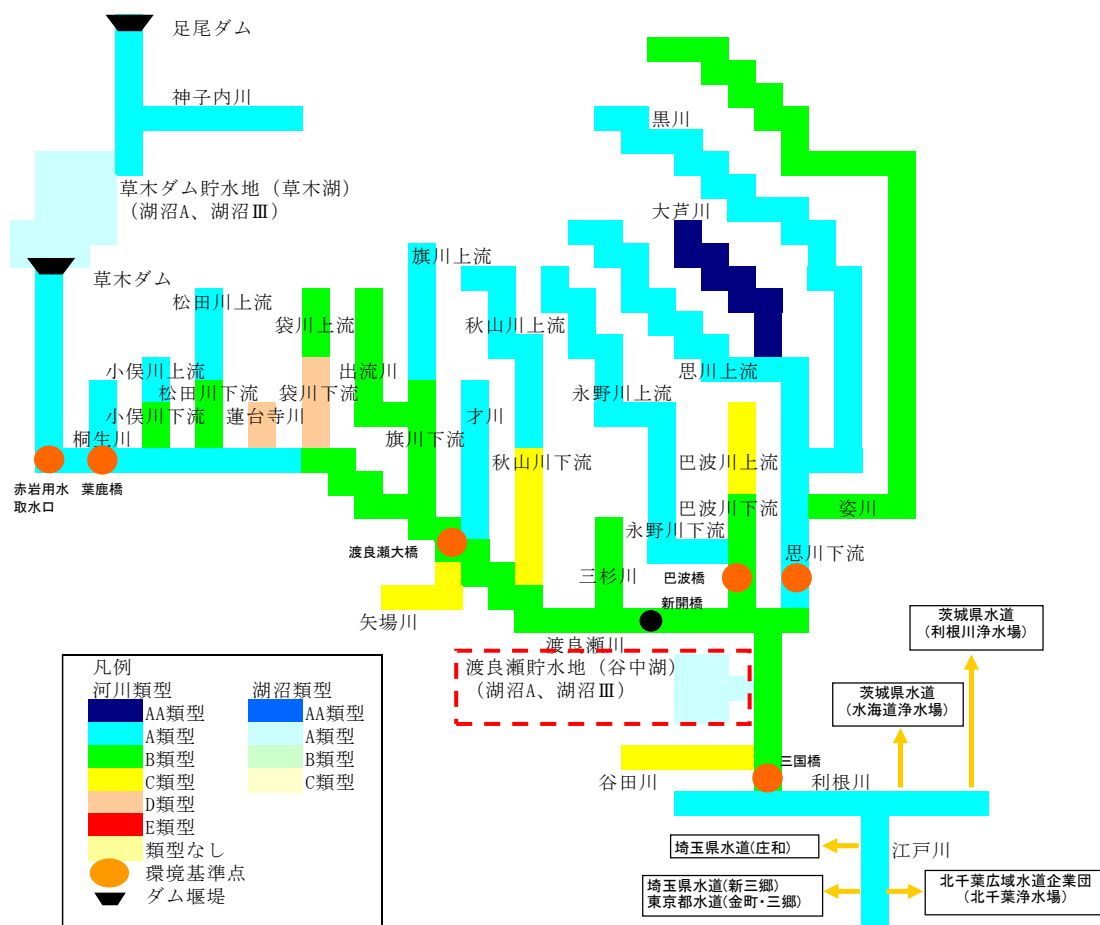 足尾ダム
神子内川
黒川
草木ダム貯水地（草木湖）
（湖沼A、湖沼Ⅲ）
大芦川
旗川上流
草木ダム
松田川上流
袋川上流
秋山川上流
小俣川上流
出流川
思川上流
松田川下流
袋川下流
永野川上流
小俣川下流
蓮台寺川
才川
桐生川
旗川下流
秋山川下流
巴波川上流
赤岩用水
取水口
葉鹿橋
巴波川下流
姿川
永野川下流
渡良瀬大橋
思川下流
三杉川
巴波橋
新開橋
矢場川
渡良瀬川
茨城県水道
（利根川浄水場）
渡良瀬貯水地（谷中湖）
（湖沼A、湖沼Ⅲ）
茨城県水道
（水海道浄水場）
凡例
河川類型
AA類型
A類型
B類型
C類型
D類型
E類型
類型なし
環境基準点
ダム堰堤
湖沼類型
AA類型
A類型
B類型
C類型
三国橋
谷田川
利根川
埼玉県水道(庄和)
江戸川
埼玉県水道(新三郷)
東京都水道(金町・三郷)
北千葉広域水道企業団
（北千葉浄水場）